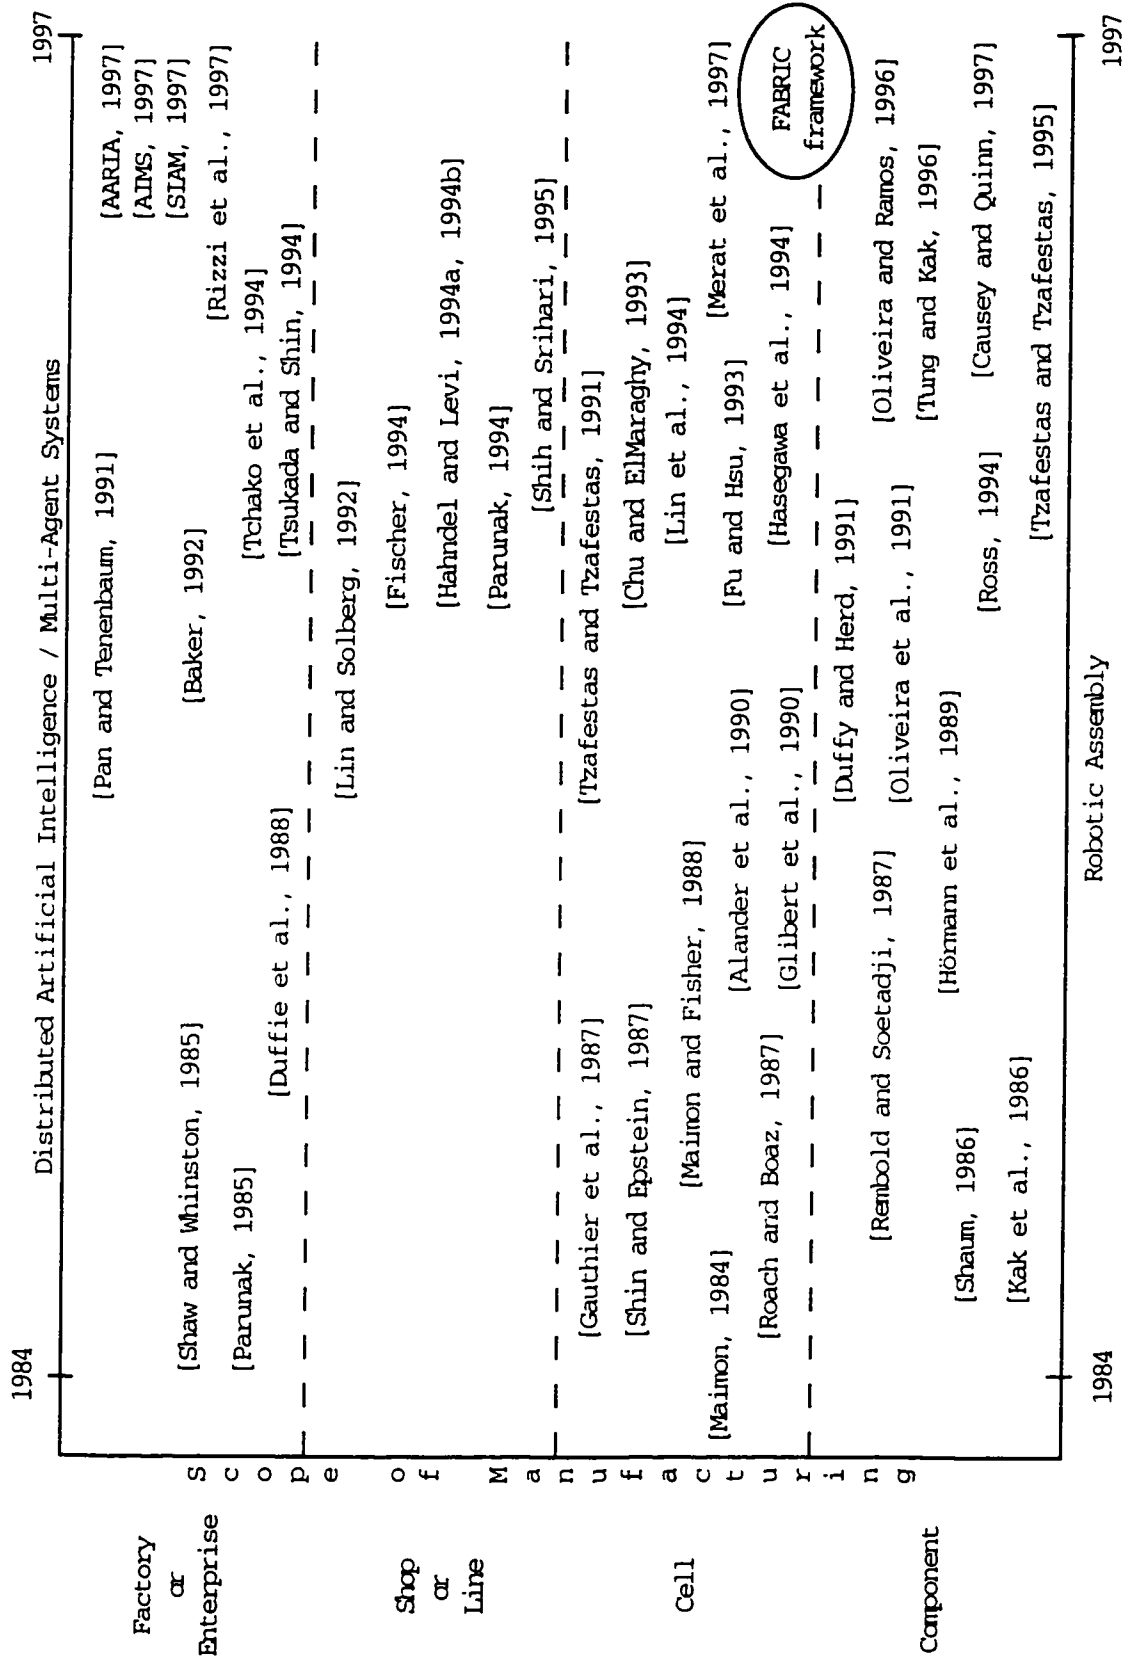 Distributed Artificial Intelligence / Multi-Agent Systems
1984
1997
Factory
or
Enterprise
[Pan and Tenenbaum, 1991]
[AARIA, 1997]
[AIMS, 1997]
[SIAM, 1997]
[Shaw and Whinston, 1985]
[Baker, 1992]
[Rizzi et al., 1997]
[Parunak, 1985]
[Tchako et al., 1994]
[Duffie et al., 1988]
[Tsukada and Shin, 1994]
Scope of Manufacturing
Shop
or
Line
[Lin and Solberg, 1992]
[Fischer, 1994]
[Hahndel and Levi, 1994a, 1994b]
[Parunak, 1994]
[Shih and Srihari, 1995]
Cell
[Gauthier et al., 1987]
[Tzafestas and Tzafestas, 1991]
[Shin and Epstein, 1987]
[Chu and ElMaraghy, 1993]
[Maimon and Fisher, 1988]
[Lin et al., 1994]
[Maimon, 1984]
[Alander et al., 1990]
[Fu and Hsu, 1993]
[Merat et al., 1997]
[Roach and Boaz, 1987]
[Glibert et al., 1990]
[Hasegawa et al., 1994]
FABRIC
framework
Component
[Duffy and Herd, 1991]
[Rembold and Soetadji, 1987]
[Oliveira et al., 1991]
[Oliveira and Ramos, 1996]
[Tung and Kak, 1996]
[Shaum, 1986]
[Hörmann et al., 1989]
[Ross, 1994]
[Causey and Quinn, 1997]
[Kak et al., 1986]
[Tzafestas and Tzafestas, 1995]
1984
1997
Robotic Assembly